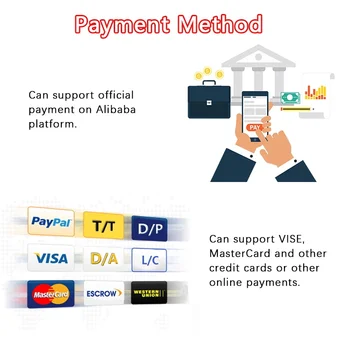 Payment Method
Can support official
payment on Alibaba
platform.
PAY
PayPal
T/T
D/P
VISA
D/A
L/C
MasterCard
ESCROW
WESTERN
UNION
Can support VISE,
MasterCard and other
credit cards or other
online payments.